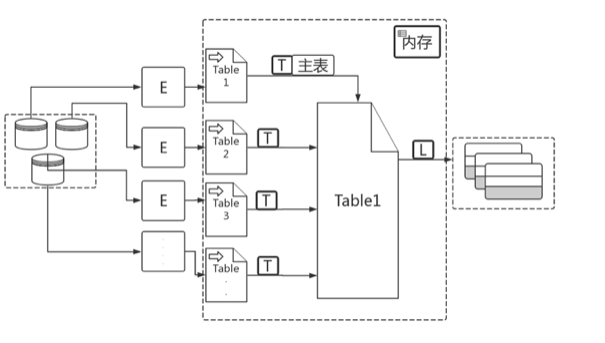 内存
T 主表
Table
1
E
T
Table
2
E
L
T
Table
3
E
Table1
T
Table
.
.
.
.
.